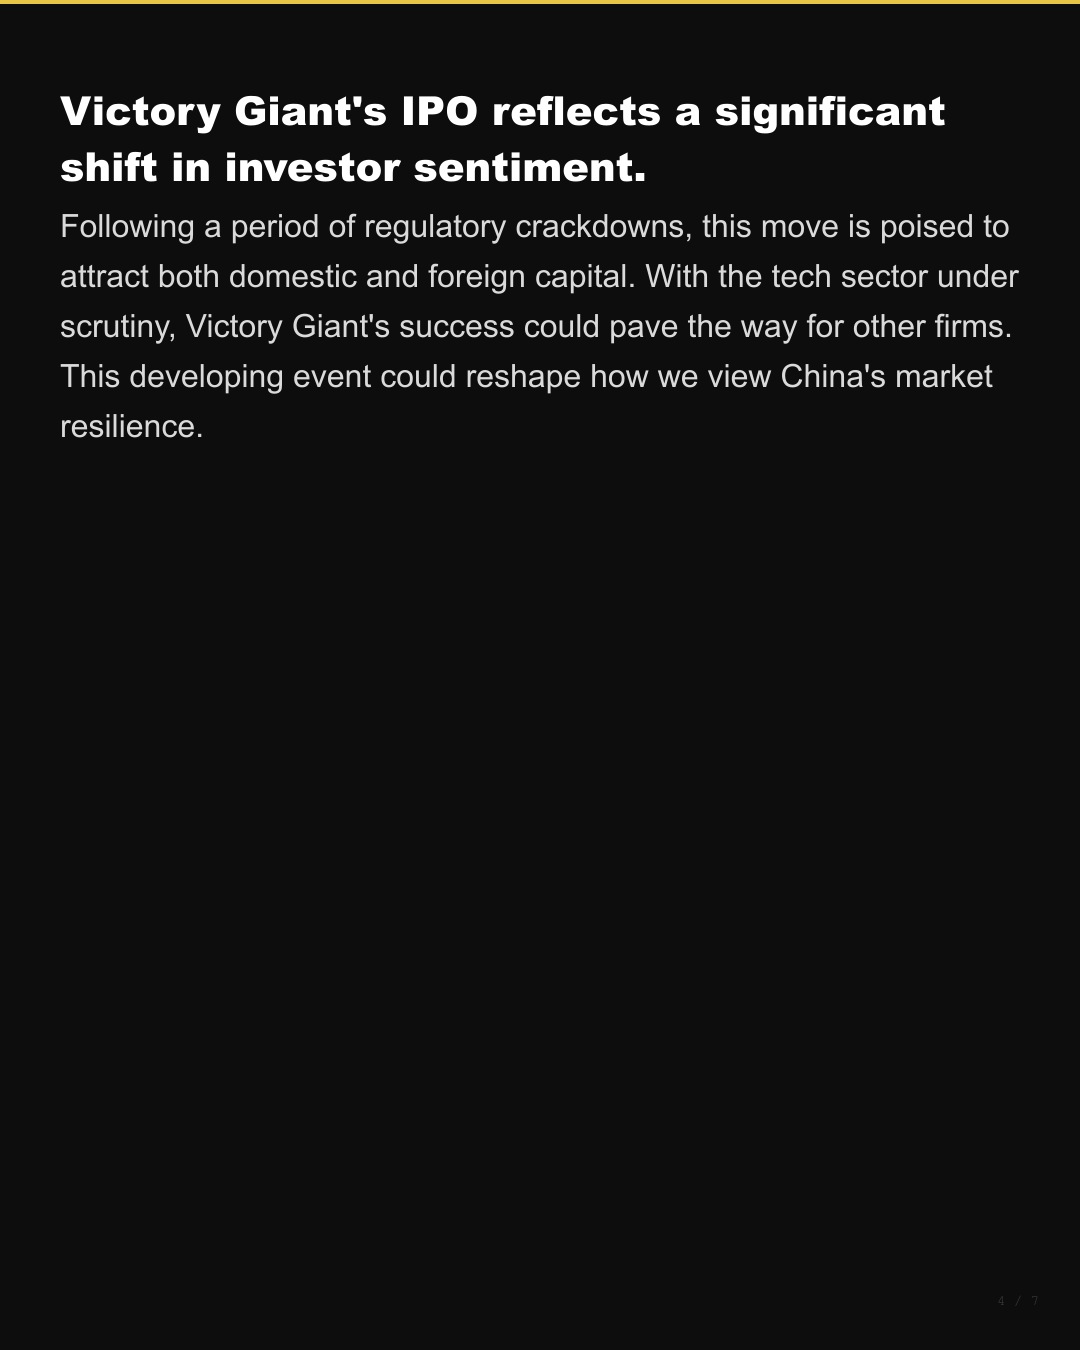 Victory Giant's IPO reflects a significant
shift in investor sentiment.
Following a period of regulatory crackdowns, this move is poised to
attract both domestic and foreign capital. With the tech sector under
scrutiny, Victory Giant's success could pave the way for other firms.
This developing event could reshape how we view China's market
resilience.
4 / 7